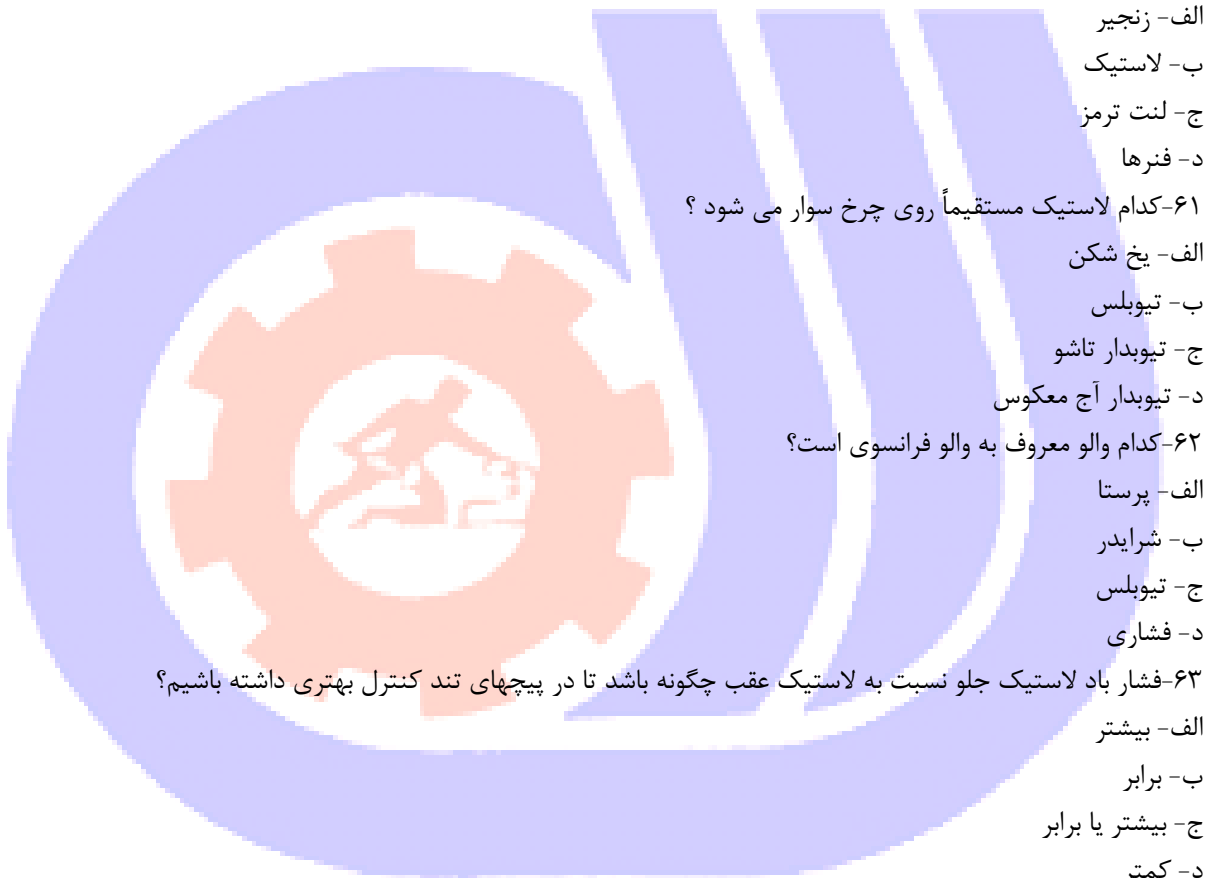 الف- زنجیر
ب- لاستیک
ج- لنت ترمز
د- فنرها
۶۱-کدام لاستیک مستقیماً روی چرخ سوار می شود ؟
الف- یخ شکن
ب- تیوبلس
ج- تیوبدار تاشو
د- تیوبدار آج معکوس
۶۲-کدام والو معروف به والو فرانسوی است؟
الف- پرستا
ب- شرایدر
ج- تیوبلس
د- فشاری
۶۳-فشار باد لاستیک جلو نسبت به لاستیک عقب چگونه باشد تا در پیچهای تند کنترل بهتری داشته باشیم؟
الف- بیشتر
ب- برابر
ج- بیشتر یا برابر
د- کمتر